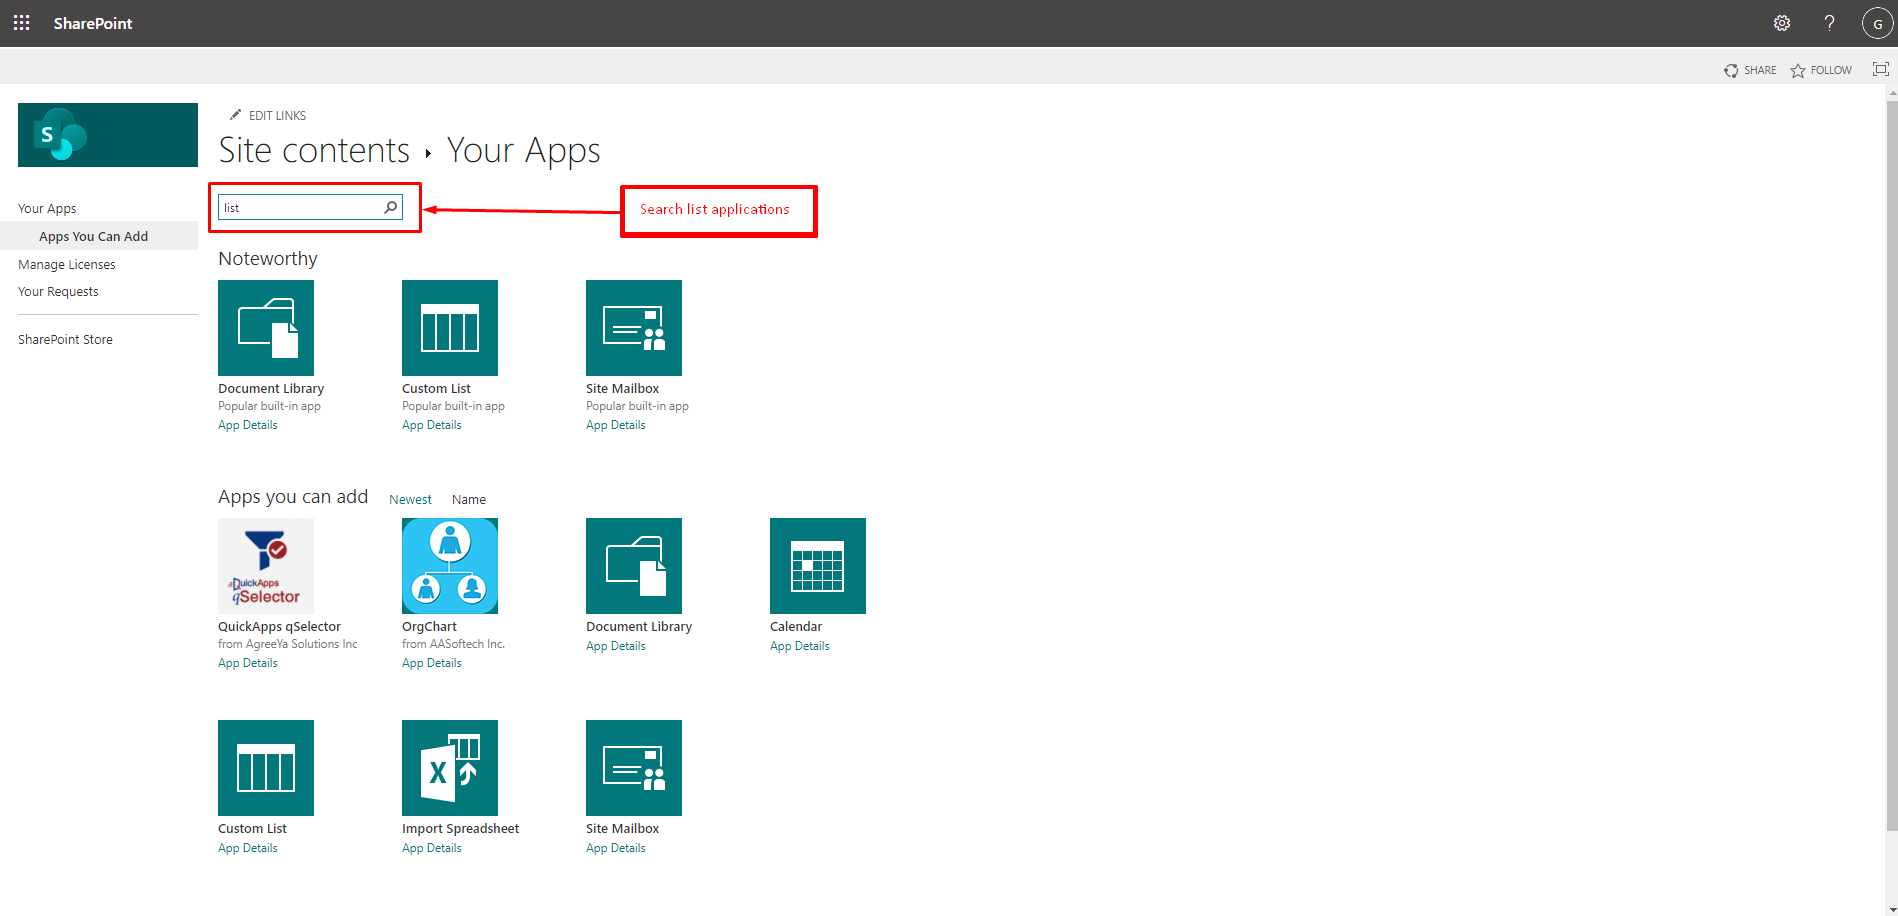 SharePoint
?
G
SHARE
FOLLOW
S
EDIT LINKS
Site contents ▸ Your Apps
list
Search list applications
Your Apps
Apps You Can Add
Manage Licenses
Your Requests
SharePoint Store
Noteworthy
Document Library
Popular built-in app
App Details
Custom List
Popular built-in app
App Details
Site Mailbox
Popular built-in app
App Details
Apps you can add
Newest
Name
QuickApps
qSelector
QuickApps qSelector
from AgreeYa Solutions Inc
App Details
OrgChart
from AASoftech Inc.
App Details
Document Library
App Details
Calendar
App Details
Custom List
App Details
X
Import Spreadsheet
App Details
Site Mailbox
App Details